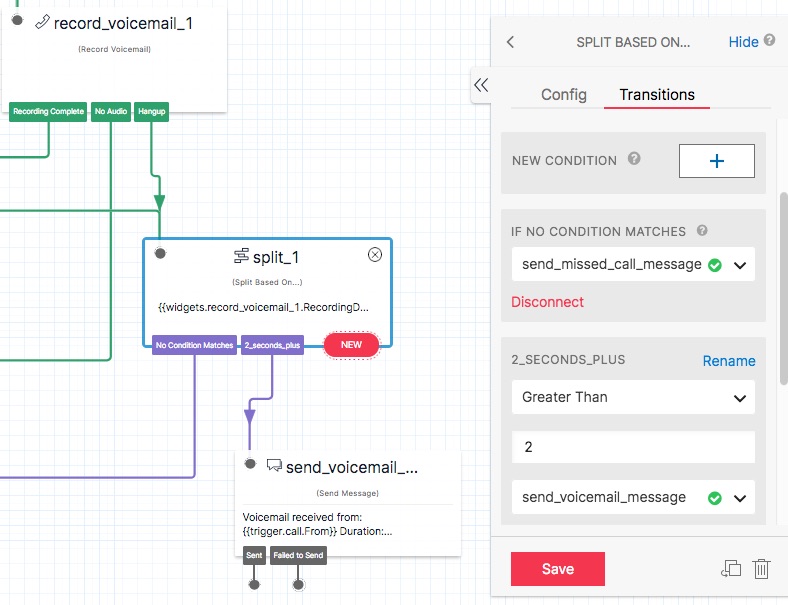 record_voicemail_1
(Record Voicemail)
Recording Complete
No Audio
Hangup
split_1
(Split Based On...)
{{widgets.record_voicemail_1.RecordingD...
No Condition Matches
2_seconds_plus
NEW
send_voicemail_...
(Send Message)
Voicemail received from:
{{trigger.call.From}} Duration:...
Sent
Failed to Send
SPLIT BASED ON...
Hide ?
Config
Transitions
NEW CONDITION ?
+
IF NO CONDITION MATCHES ?
send_missed_call_message
Disconnect
2_SECONDS_PLUS
Rename
Greater Than
2
send_voicemail_message
Save